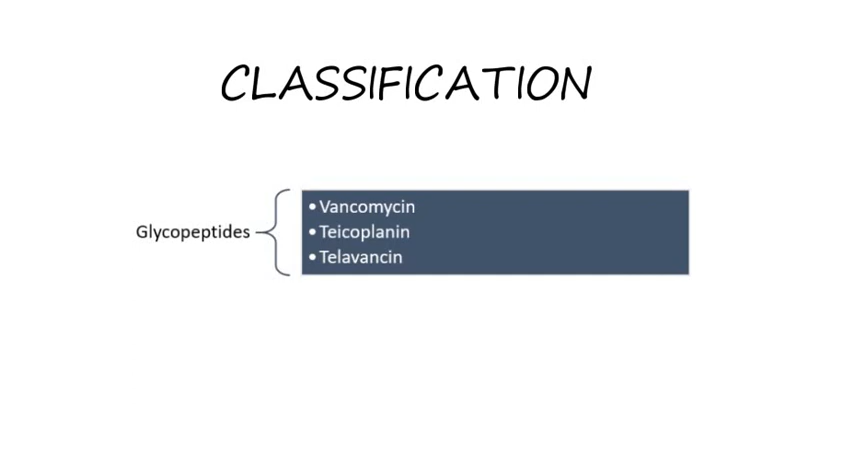 CLASSIFICATION
Glycopeptides
• Vancomycin
• Teicoplanin
• Telavancin